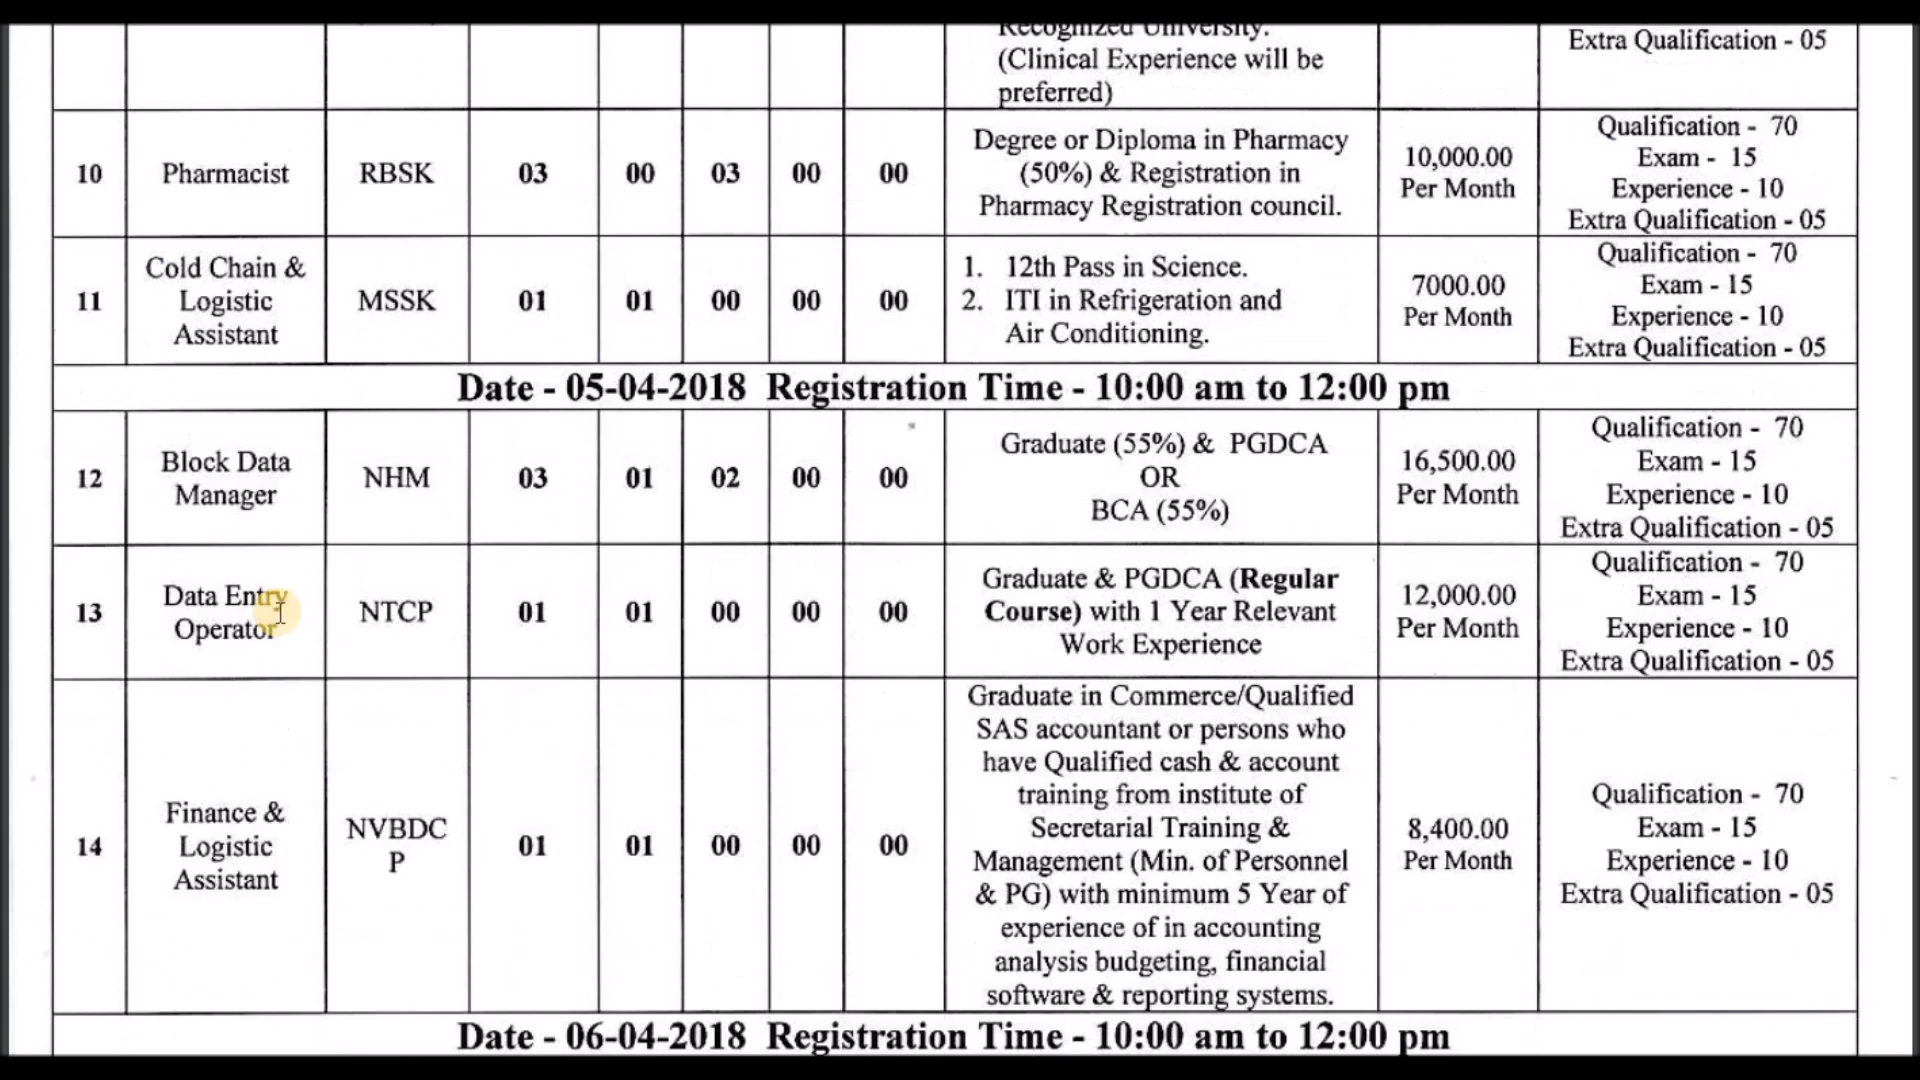 Recognized University.
(Clinical Experience will be
preferred)
Extra Qualification - 05
10
Pharmacist
RBSK
03
00
03
00
00
Degree or Diploma in Pharmacy
(50%) & Registration in
Pharmacy Registration council.
10,000.00
Per Month
Qualification - 70
Exam - 15
Experience - 10
Extra Qualification - 05
11
Cold Chain &
Logistic
Assistant
MSSK
01
01
00
00
00
1. 12th Pass in Science.
2. ITI in Refrigeration and
Air Conditioning.
7000.00
Per Month
Qualification - 70
Exam - 15
Experience - 10
Extra Qualification - 05
Date - 05-04-2018 Registration Time - 10:00 am to 12:00 pm
12
Block Data
Manager
NHM
03
01
02
00
00
Graduate (55%) & PGDCA
OR
BCA (55%)
16,500.00
Per Month
Qualification - 70
Exam - 15
Experience - 10
Extra Qualification - 05
13
Data Entry
Operator
NTCP
01
01
00
00
00
Graduate & PGDCA (Regular
Course) with 1 Year Relevant
Work Experience
12,000.00
Per Month
Qualification - 70
Exam - 15
Experience - 10
Extra Qualification - 05
14
Finance &
Logistic
Assistant
NVBDC
P
01
01
00
00
00
Graduate in Commerce/Qualified
SAS accountant or persons who
have Qualified cash & account
training from institute of
Secretarial Training &
Management (Min. of Personnel
& PG) with minimum 5 Year of
experience of in accounting
analysis budgeting, financial
software & reporting systems.
8,400.00
Per Month
Qualification - 70
Exam - 15
Experience - 10
Extra Qualification - 05
Date - 06-04-2018 Registration Time - 10:00 am to 12:00 pm